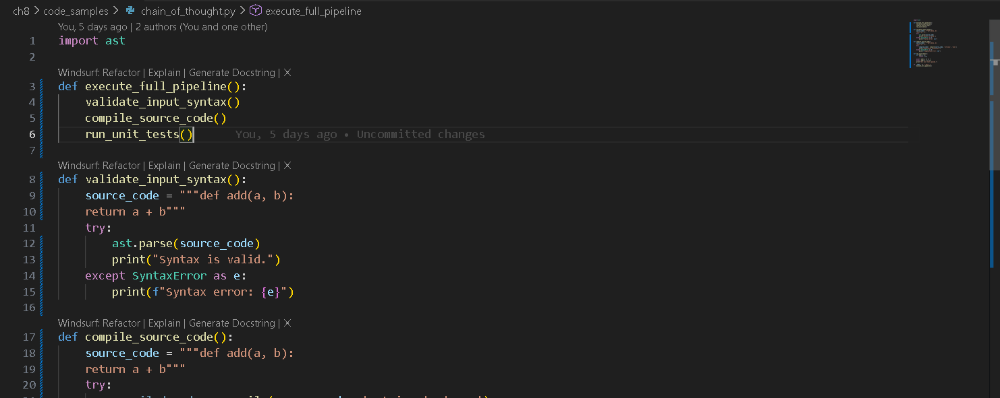 ch8 > code_samples > chain_of_thought.py > execute_full_pipeline
You, 5 days ago | 2 authors (You and one other)
1 import ast
2
Windsurf: Refactor | Explain | Generate Docstring | X
3 def execute_full_pipeline():
4     validate_input_syntax()
5     compile_source_code()
6     run_unit_tests()     You, 5 days ago • Uncommitted changes
7
Windsurf: Refactor | Explain | Generate Docstring | X
8 def validate_input_syntax():
9     source_code = """def add(a, b):
10     return a + b"""
11     try:
12         ast.parse(source_code)
13         print("Syntax is valid.")
14     except SyntaxError as e:
15         print(f"Syntax error: {e}")
16
Windsurf: Refactor | Explain | Generate Docstring | X
17 def compile_source_code():
18     source_code = """def add(a, b):
19     return a + b"""
20     try: